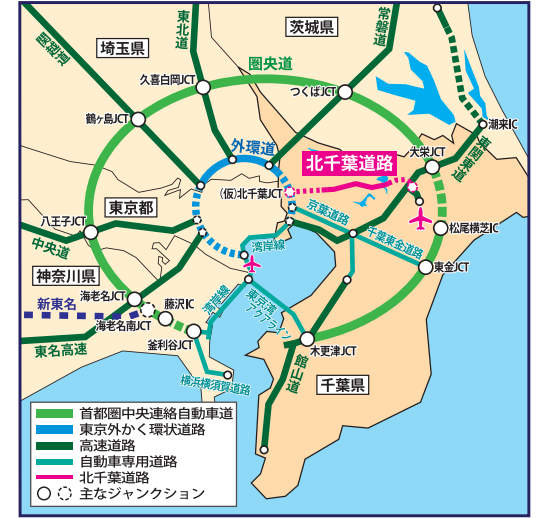 茨城県
東北道
常磐道
関越道
埼玉県
圏央道
久喜白岡JCT
つくばJCT
鶴ヶ島JCT
潮来IC
外環道
東関東道
大栄JCT
北千葉道路
(仮)北千葉JCT
東京都
京葉道路
八王子JCT
松尾横芝IC
中央道
千葉東金道路
湾岸線
東金JCT
神奈川県
海老名JCT
新東名
藤沢IC
湾岸線
東京湾
アクアライン
海老名南JCT
釜利谷JCT
東名高速
木更津JCT
館山道
横浜横須賀道路
千葉県
首都圏中央連絡自動車道
東京外かく環状道路
高速道路
自動車専用道路
北千葉道路
主なジャンクション